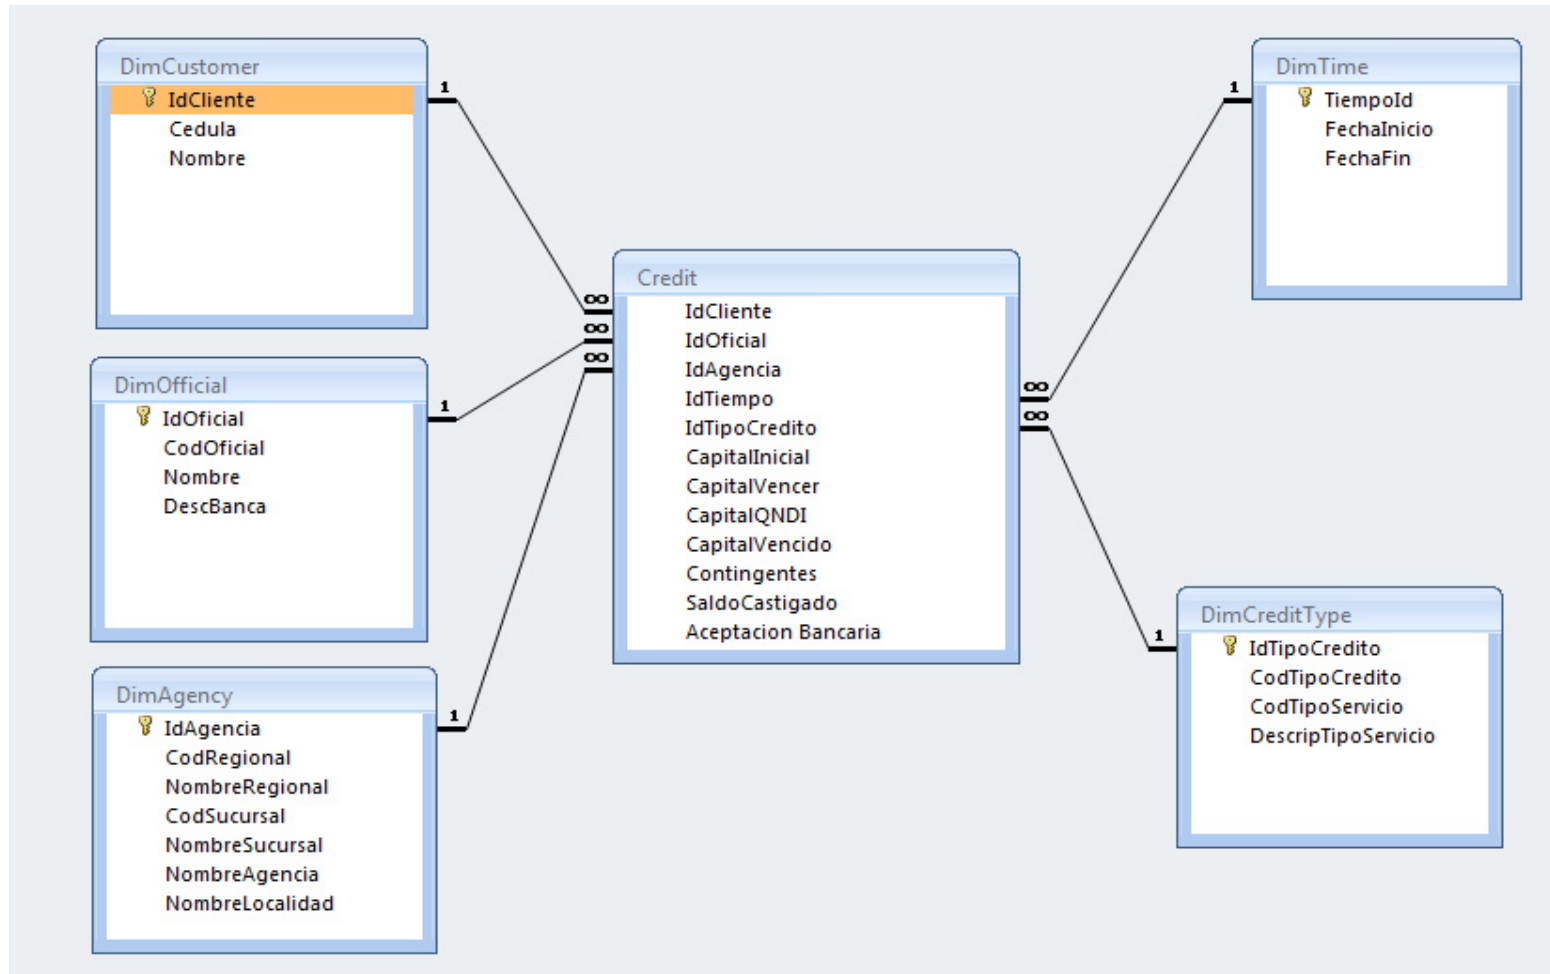 DimCustomer
IdCliente
Cedula
Nombre
1
DimOfficial
IdOficial
CodOficial
Nombre
DescBanca
1
DimAgency
IdAgencia
CodRegional
NombreRegional
CodSucursal
NombreSucursal
NombreAgencia
NombreLocalidad
1
∞
∞
∞
Credit
IdCliente
IdOficial
IdAgencia
IdTiempo
IdTipoCredito
CapitalInicial
CapitalVencer
CapitalQNDI
CapitalVencido
Contingentes
SaldoCastigado
Aceptacion Bancaria
∞
∞
1
DimTime
TiempoId
FechaInicio
FechaFin
1
DimCreditType
IdTipoCredito
CodTipoCredito
CodTipoServicio
DescripTipoServicio